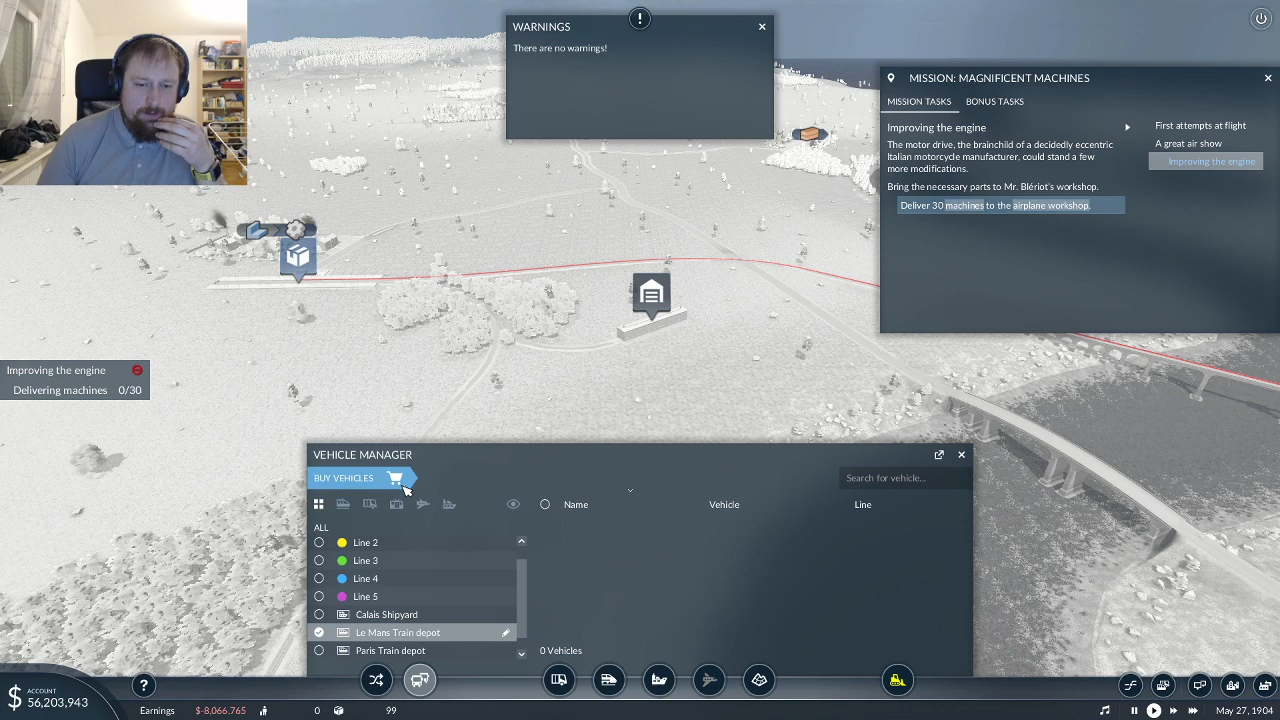 WARNINGS
There are no warnings!
MISSION: MAGNIFICENT MACHINES
MISSION TASKS
BONUS TASKS
Improving the engine
The motor drive, the brainchild of a decidedly eccentric
Italian motorcycle manufacturer, could stand a few
more modifications.
Bring the necessary parts to Mr. Blériot's workshop.
Deliver 30 machines to the airplane workshop.
First attempts at flight
A great air show
Improving the engine
Improving the engine
Delivering machines 0/30
VEHICLE MANAGER
BUY VEHICLES
Search for vehicle...
Name
Vehicle
Line
ALL
Line 2
Line 3
Line 4
Line 5
Calais Shipyard
Le Mans Train depot
Paris Train depot
0 Vehicles
$ ACCOUNT
56,203,943
?
Earnings $-8,066,765
0
99
May 27, 1904